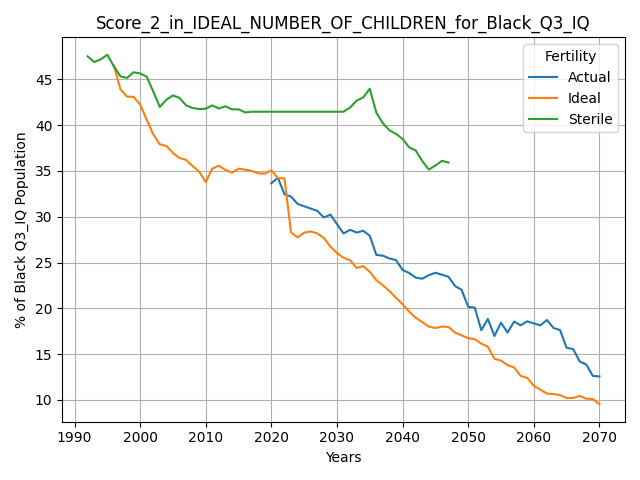 Score_2_in_IDEAL_NUMBER_OF_CHILDREN_for_Black_Q3_IQ
Fertility
Actual
Ideal
Sterile
% of Black Q3_IQ Population
45
40
35
30
25
20
15
10
1990 2000 2010 2020 2030 2040 2050 2060 2070
Years